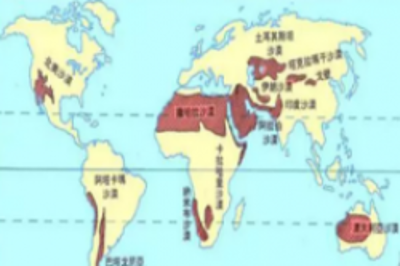 土耳其斯坦
沙漠
塔克拉玛干沙漠
戈壁
北美沙漠
伊朗沙漠
印度沙漠
撒哈拉沙漠
阿拉伯
沙漠
卡拉哈里沙漠
阿塔卡玛
沙漠
纳米布沙漠
澳大利亚沙漠
巴塔戈尼亚